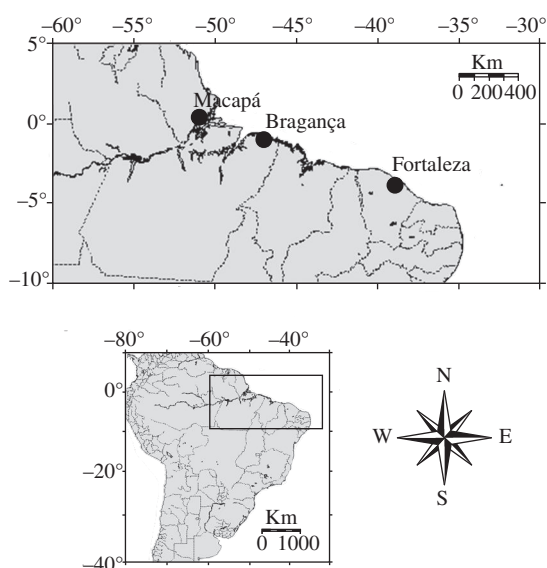 −60° −55° −50° −45° −40° −35° −30°
5°
Km
0 200 400
Macapá
0°
Bragança
Fortaleza
−5°
−10°
−80° −60° −40°
0°
−20°
Km
0 1000
−40°
N
W E
S